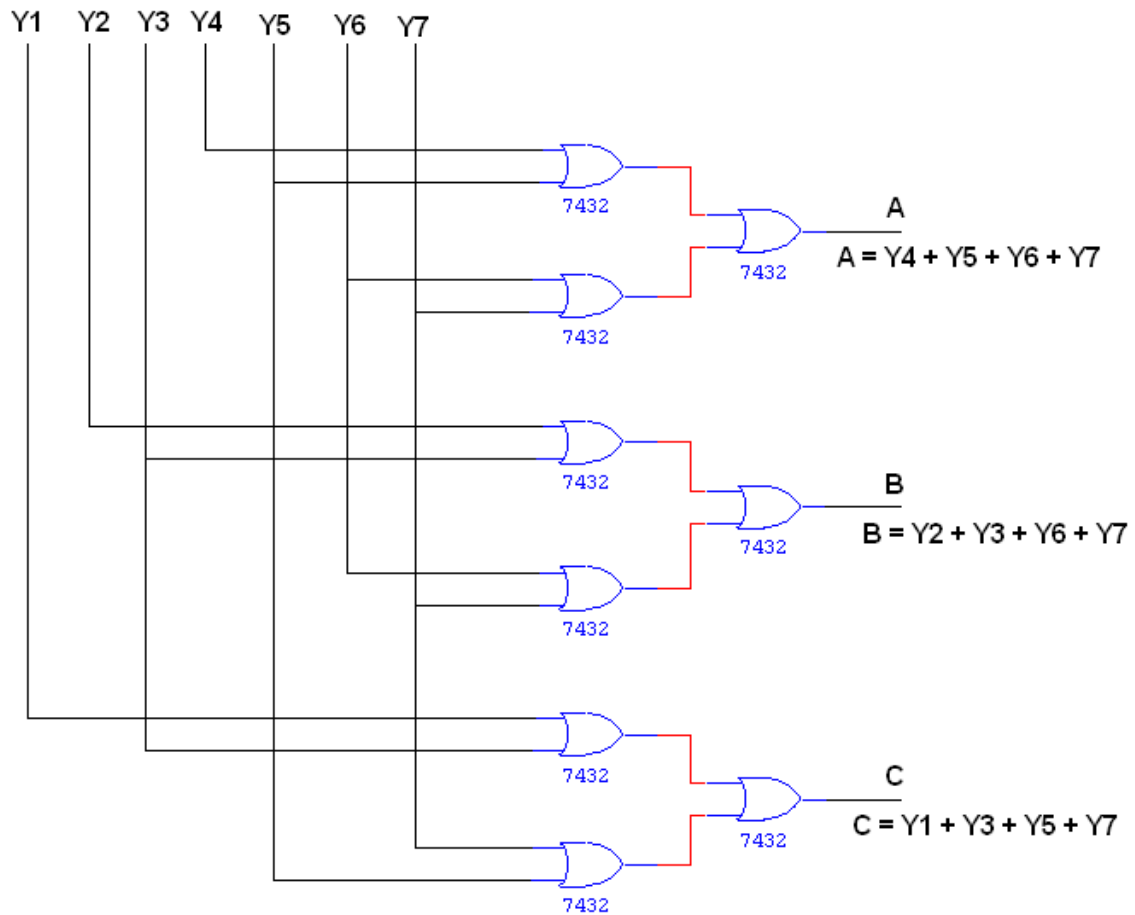 Y1 Y2 Y3 Y4 Y5 Y6 Y7
7432
A
7432
A = Y4 + Y5 + Y6 + Y7
7432
7432
B
7432
B = Y2 + Y3 + Y6 + Y7
7432
7432
C
7432
C = Y1 + Y3 + Y5 + Y7
7432